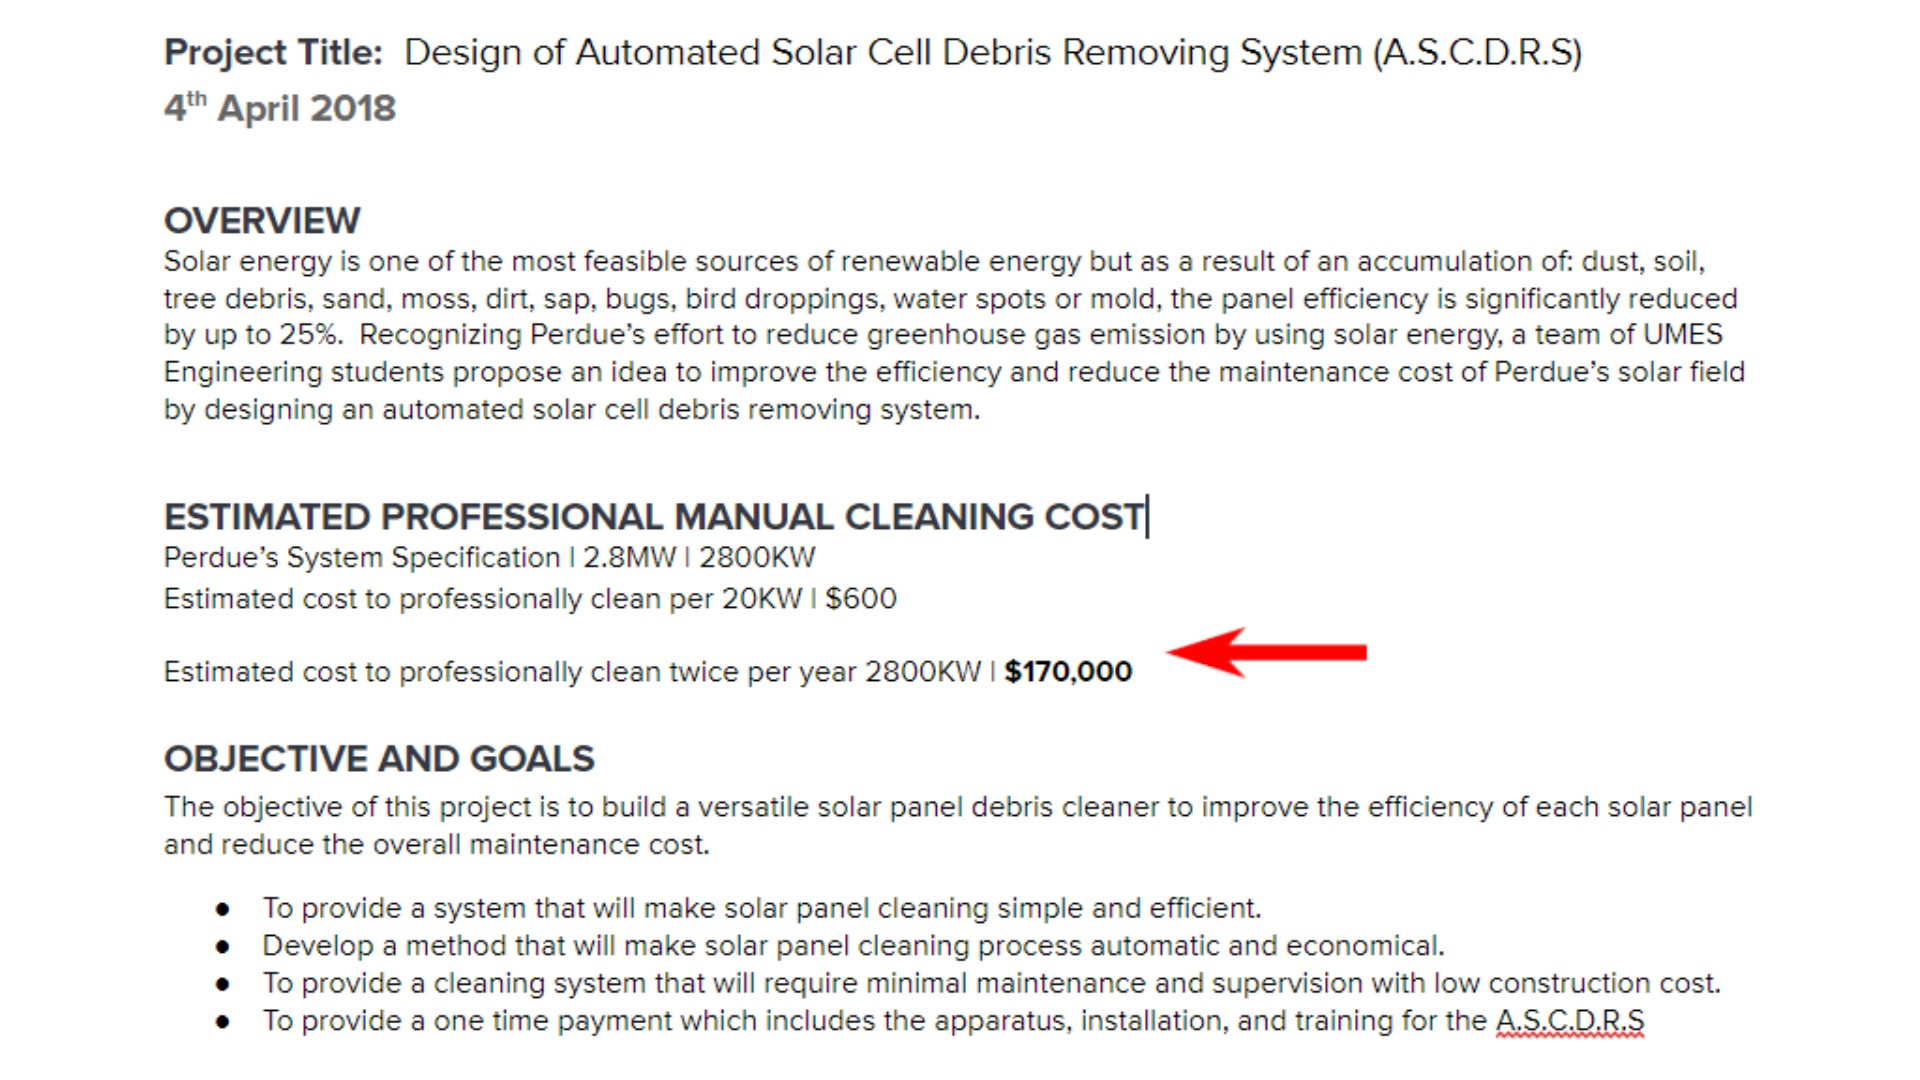 Project Title: Design of Automated Solar Cell Debris Removing System (A.S.C.D.R.S)
4th April 2018
OVERVIEW
Solar energy is one of the most feasible sources of renewable energy but as a result of an accumulation of: dust, soil,
tree debris, sand, moss, dirt, sap, bugs, bird droppings, water spots or mold, the panel efficiency is significantly reduced
by up to 25%. Recognizing Perdue's effort to reduce greenhouse gas emission by using solar energy, a team of UMES
Engineering students propose an idea to improve the efficiency and reduce the maintenance cost of Perdue's solar field
by designing an automated solar cell debris removing system.
ESTIMATED PROFESSIONAL MANUAL CLEANING COST
Perdue's System Specification | 2.8MW | 2800KW
Estimated cost to professionally clean per 20KW | $600
Estimated cost to professionally clean twice per year 2800KW | $170,000
OBJECTIVE AND GOALS
The objective of this project is to build a versatile solar panel debris cleaner to improve the efficiency of each solar panel
and reduce the overall maintenance cost.
● To provide a system that will make solar panel cleaning simple and efficient.
● Develop a method that will make solar panel cleaning process automatic and economical.
● To provide a cleaning system that will require minimal maintenance and supervision with low construction cost.
● To provide a one time payment which includes the apparatus, installation, and training for the A.S.C.D.R.S